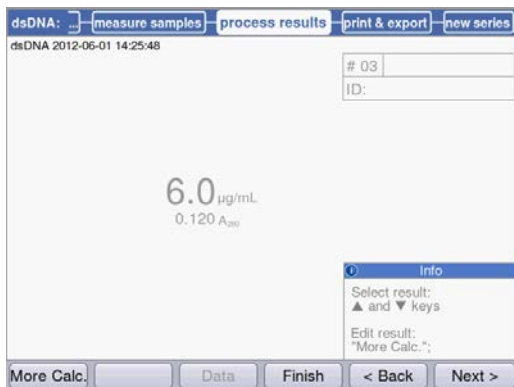 dsDNA: ... measure samples process results print & export new series
dsDNA 2012-06-01 14:25:48
# 03
ID:
6.0 µg/mL
0.120 A260
Info
Select result:
▲ and ▼ keys
Edit result:
"More Calc.";
More Calc. Data Finish < Back Next >